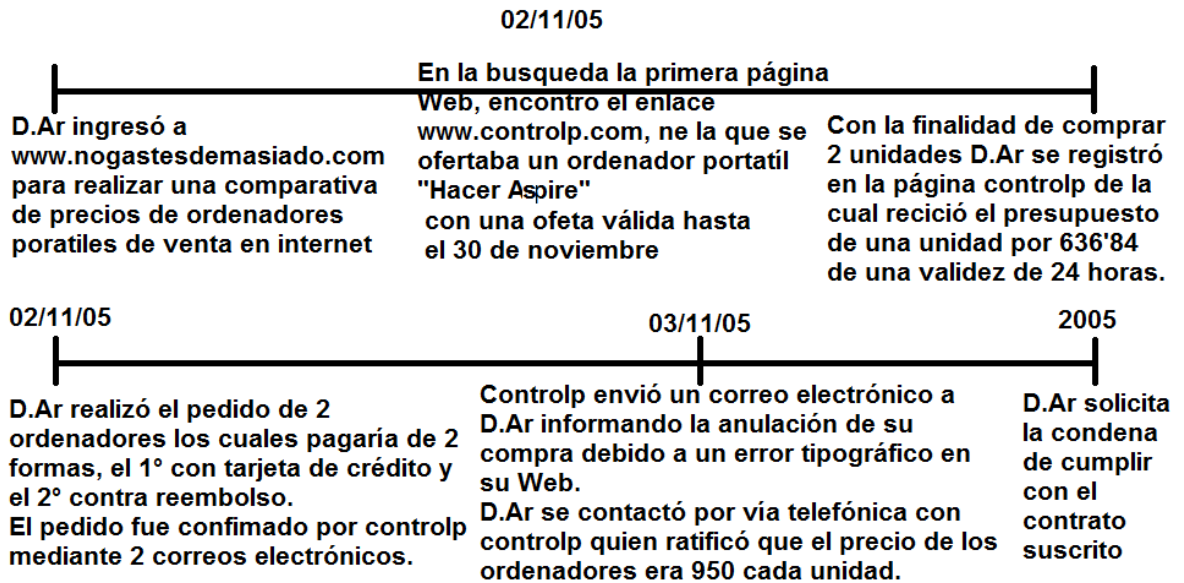 02/11/05
D.Ar ingresó a
www.nogastesdemasiado.com
para realizar una comparativa
de precios de ordenadores
poratiles de venta en internet
En la busqueda la primera página
Web, encontro el enlace
www.controlp.com, ne la que se
ofertaba un ordenador portatíl
"Hacer Aspire"
con una ofeta válida hasta
el 30 de noviembre
Con la finalidad de comprar
2 unidades D.Ar se registró
en la página controlp de la
cual recició el presupuesto
de una unidad por 636'84
de una validez de 24 horas.
02/11/05
D.Ar realizó el pedido de 2
ordenadores los cuales pagaría de 2
formas, el 1° con tarjeta de crédito y
el 2° contra reembolso.
El pedido fue confimado por controlp
mediante 2 correos electrónicos.
03/11/05
Controlp envió un correo electrónico a
D.Ar informando la anulación de su
compra debido a un error tipográfico en
su Web.
D.Ar se contactó por vía telefónica con
controlp quien ratificó que el precio de los
ordenadores era 950 cada unidad.
2005
D.Ar solicita
la condena
de cumplir
con el
contrato
suscrito